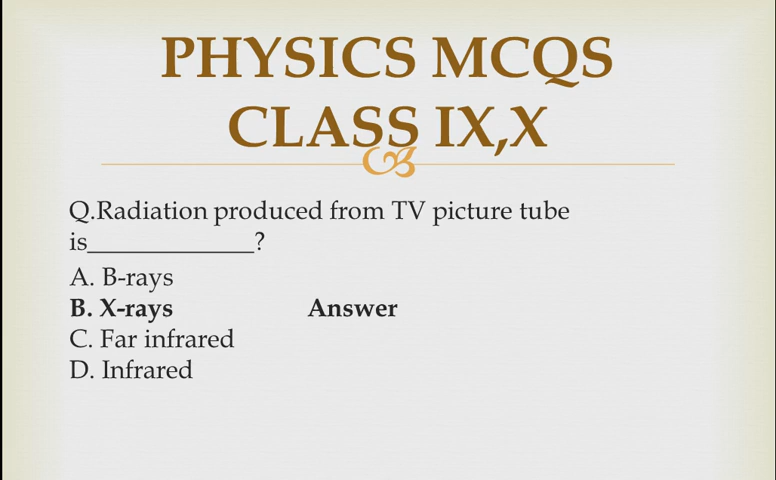 PHYSICS MCQS
CLASS IX,X
Q.Radiation produced from TV picture tube
is_____________?
A. B-rays
B. X-rays Answer
C. Far infrared
D. Infrared